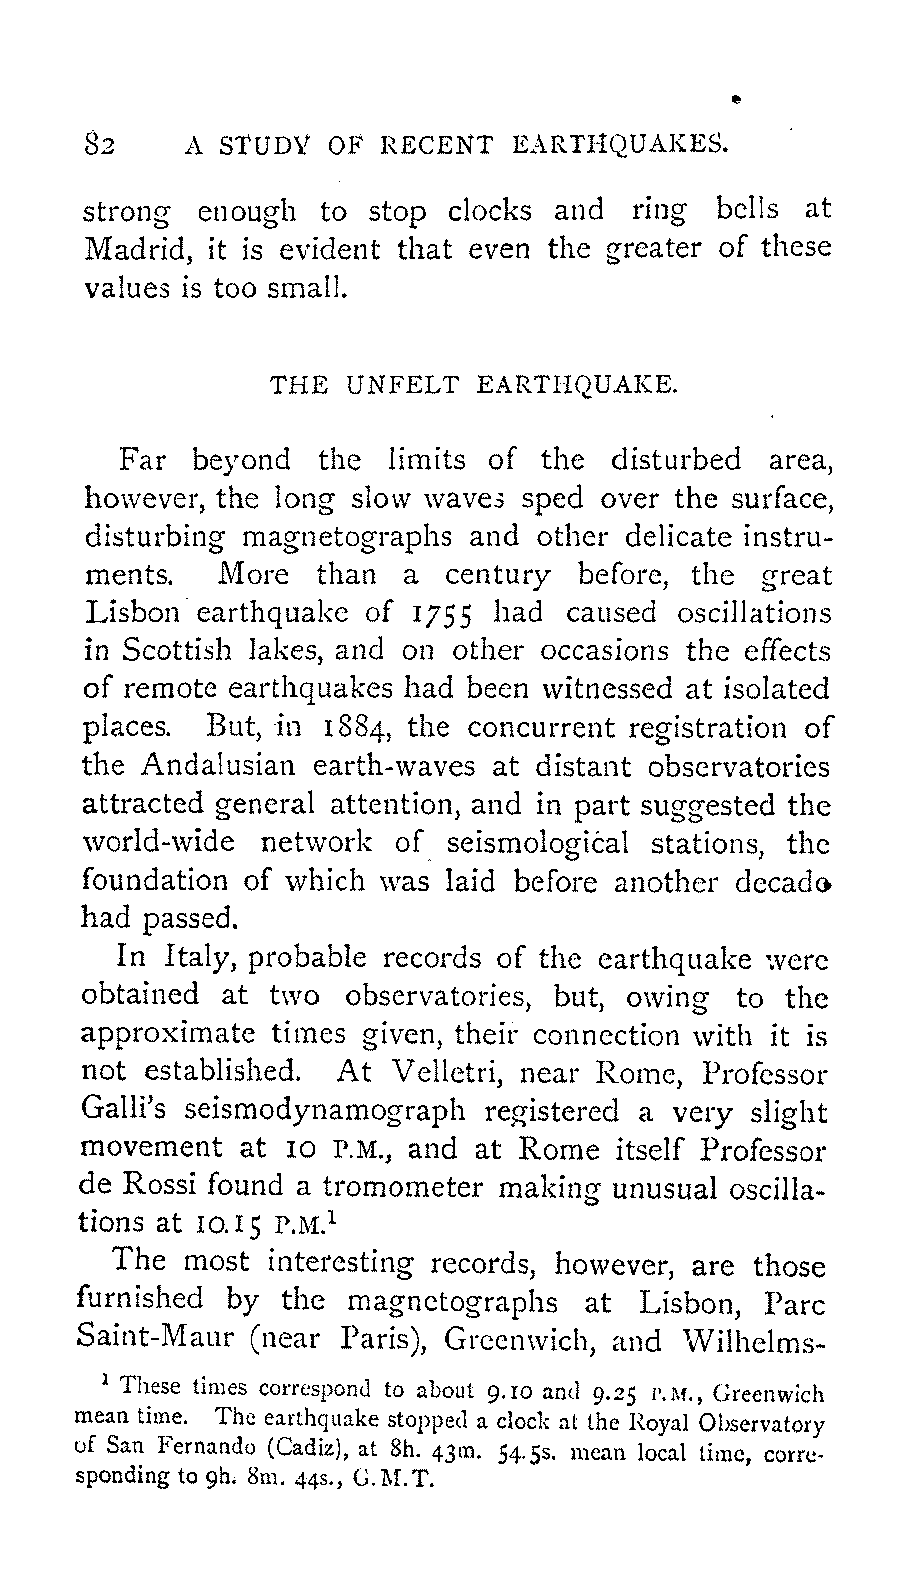 82 A STUDY OF RECENT EARTHQUAKES.
strong enough to stop clocks and ring bells at
Madrid, it is evident that even the greater of these
values is too small.
THE UNFELT EARTHQUAKE.
Far beyond the limits of the disturbed area,
however, the long slow waves sped over the surface,
disturbing magnetographs and other delicate instru-
ments. More than a century before, the great
Lisbon earthquake of 1755 had caused oscillations
in Scottish lakes, and on other occasions the effects
of remote earthquakes had been witnessed at isolated
places. But, in 1884, the concurrent registration of
the Andalusian earth-waves at distant observatories
attracted general attention, and in part suggested the
world-wide network of seismological stations, the
foundation of which was laid before another decade
had passed.
In Italy, probable records of the earthquake were
obtained at two observatories, but, owing to the
approximate times given, their connection with it is
not established. At Velletri, near Rome, Professor
Galli's seismodynamograph registered a very slight
movement at 10 P.M., and at Rome itself Professor
de Rossi found a tromometer making unusual oscilla-
tions at 10.15 P.M.¹
The most interesting records, however, are those
furnished by the magnetographs at Lisbon, Parc
Saint-Maur (near Paris), Greenwich, and Wilhelms-
¹ These times correspond to about 9.10 and 9.25 P.M., Greenwich
mean time. The earthquake stopped a clock at the Royal Observatory
of San Fernando (Cadiz), at 8h. 43m. 54.5s. mean local time, corre-
sponding to 9h. 8m. 44s., G.M.T.